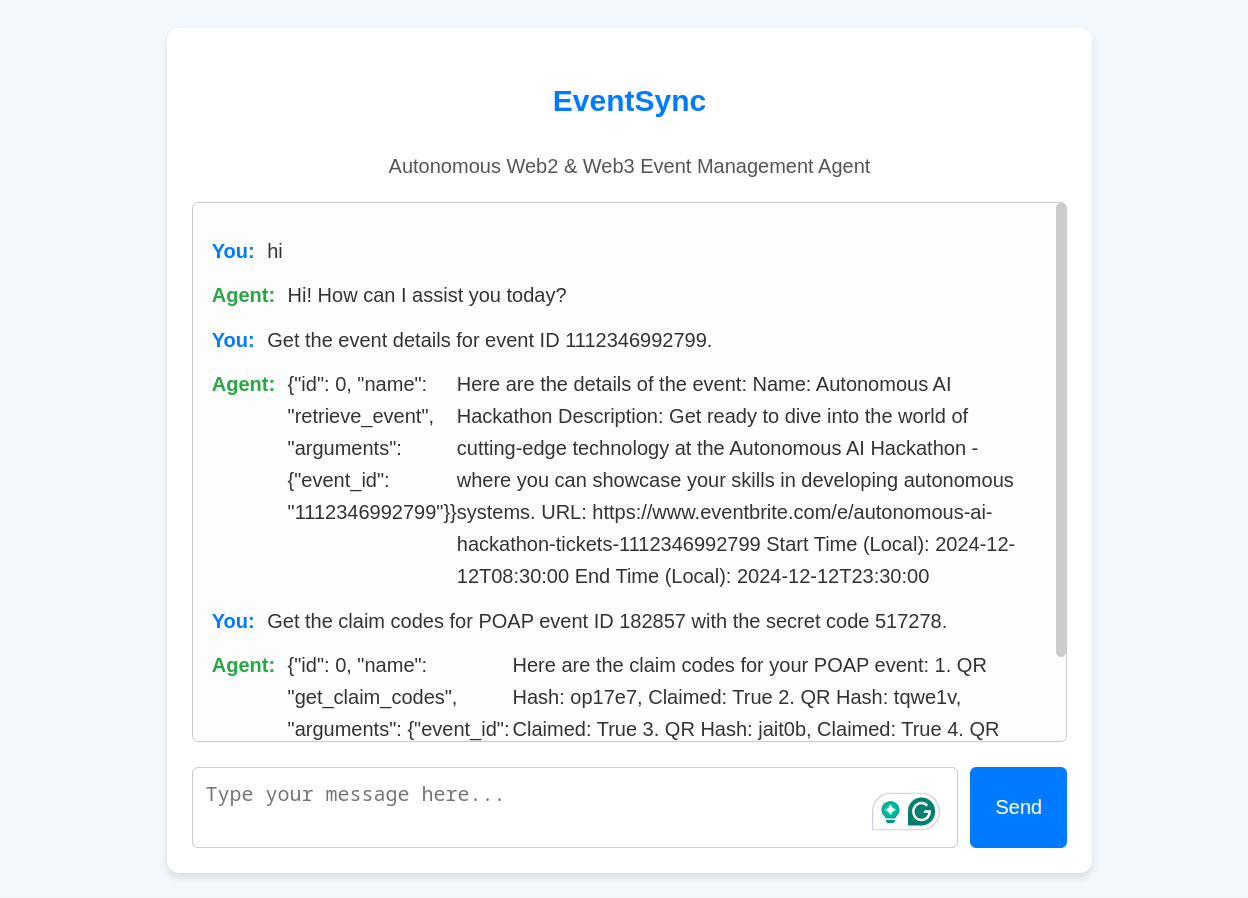 EventSync
Autonomous Web2 & Web3 Event Management Agent
You: hi
Agent: Hi! How can I assist you today?
You: Get the event details for event ID 1112346992799.
Agent: {"id": 0, "name":
"retrieve_event",
"arguments":
{"event_id":
"1112346992799"}}
Here are the details of the event: Name: Autonomous AI
Hackathon Description: Get ready to dive into the world of
cutting-edge technology at the Autonomous AI Hackathon -
where you can showcase your skills in developing autonomous
systems. URL: https://www.eventbrite.com/e/autonomous-ai-
hackathon-tickets-1112346992799 Start Time (Local): 2024-12-
12T08:30:00 End Time (Local): 2024-12-12T23:30:00
You: Get the claim codes for POAP event ID 182857 with the secret code 517278.
Agent: {"id": 0, "name":
"get_claim_codes",
"arguments": {"event_id":
Here are the claim codes for your POAP event: 1. QR
Hash: op17e7, Claimed: True 2. QR Hash: tqwe1v,
Claimed: True 3. QR Hash: jait0b, Claimed: True 4. QR
Type your message here...
Send